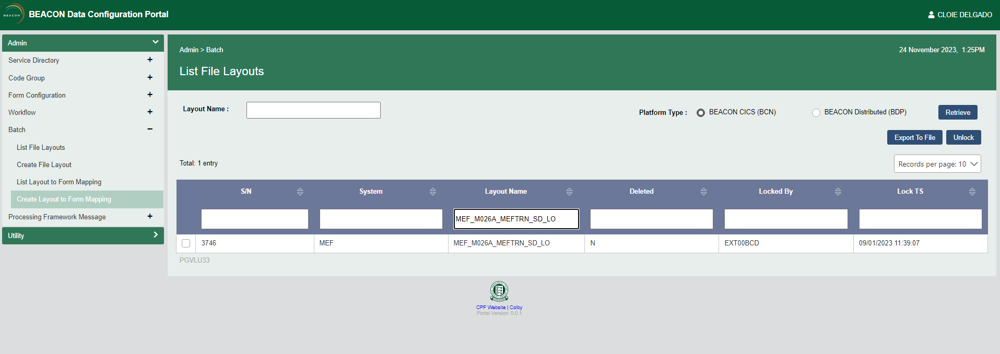 BEACON
BEACON Data Configuration Portal
CLOIE DELGADO
Admin
Service Directory
Code Group
Form Configuration
Workflow
Batch
List File Layouts
Create File Layout
List Layout to Form Mapping
Create Layout to Form Mapping
Processing Framework Message
Utility
Admin > Batch
24 November 2023, 1:25PM
List File Layouts
Layout Name :
Platform Type : BEACON CICS (BCN) BEACON Distributed (BDP) Retrieve
Export To File Unlock
Total: 1 entry
Records per page: 10
S/N System Layout Name Deleted Locked By Lock TS
MEF_M026A_MEFTRN_SD_LO
3746 MEF MEF_M026A_MEFTRN_SD_LO N EXT00BCD 09/01/2023 11:39:07
PGVLU33
CPF Website | Colby
Portal Version: 0.0.1